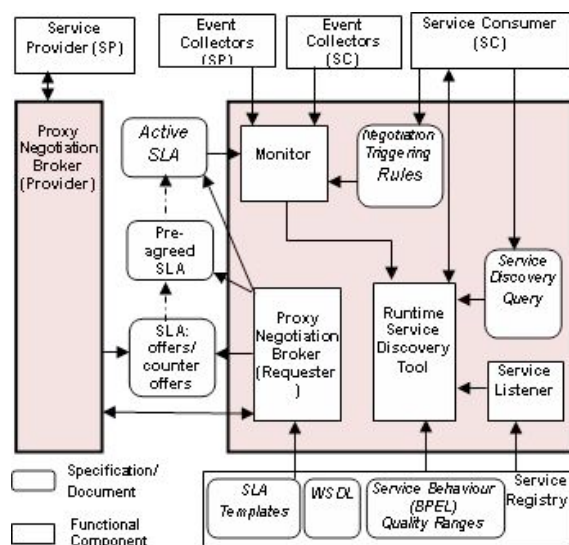 Service
Provider (SP)
Event
Collectors
(SP)
Event
Collectors
(SC)
Service Consumer
(SC)
Proxy
Negotiation
Broker
(Provider)
Active
SLA
Monitor
Negotiation
Triggering
Rules
Pre-
agreed
SLA
Service
Discovery
Query
SLA:
offers/
counter
offers
Proxy
Negotiation
Broker
(Requester
)
Runtime
Service
Discovery
Tool
Service
Listener
Specification/
Document
Functional
Component
SLA
Templates
WSDL
Service Behaviour
(BPEL)
Quality Ranges
Service
Registry